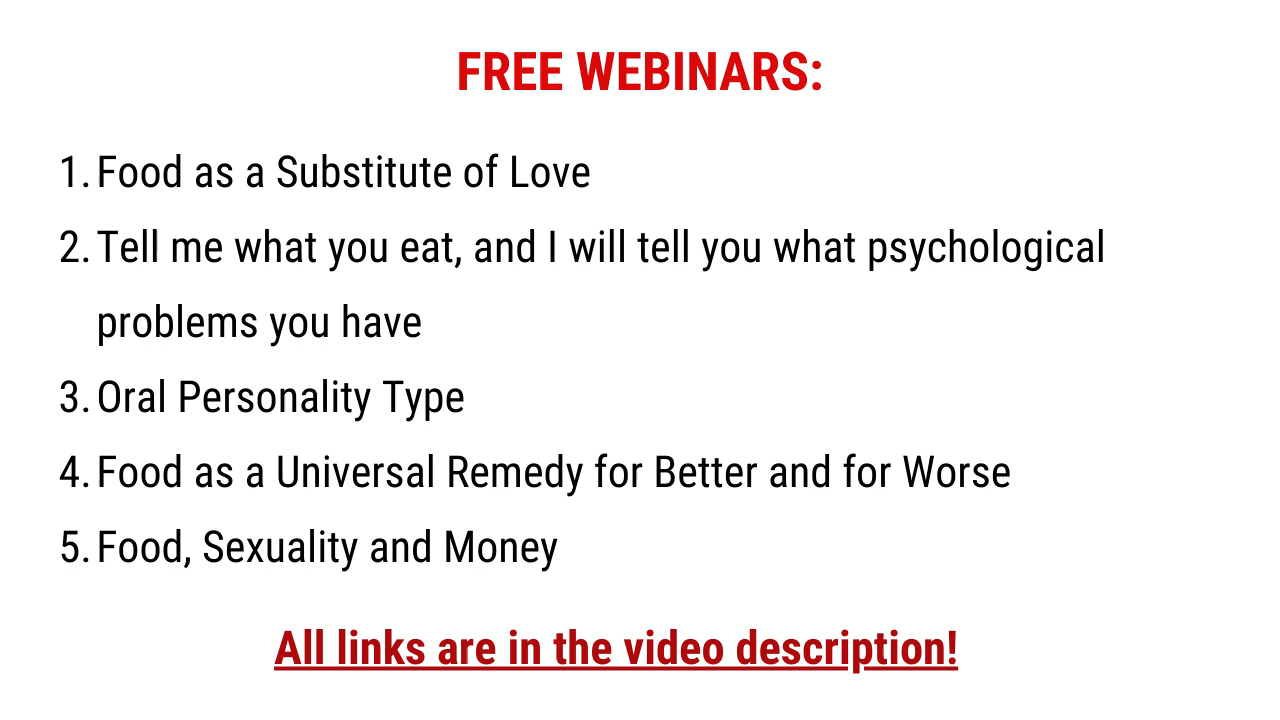 FREE WEBINARS:
1. Food as a Substitute of Love
2. Tell me what you eat, and I will tell you what psychological
problems you have
3. Oral Personality Type
4. Food as a Universal Remedy for Better and for Worse
5. Food, Sexuality and Money
All links are in the video description!